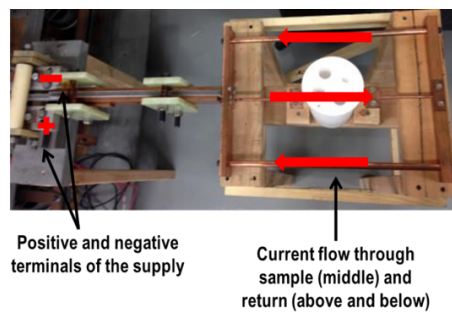 Positive and negative
terminals of the supply
Current flow through
sample (middle) and
return (above and below)